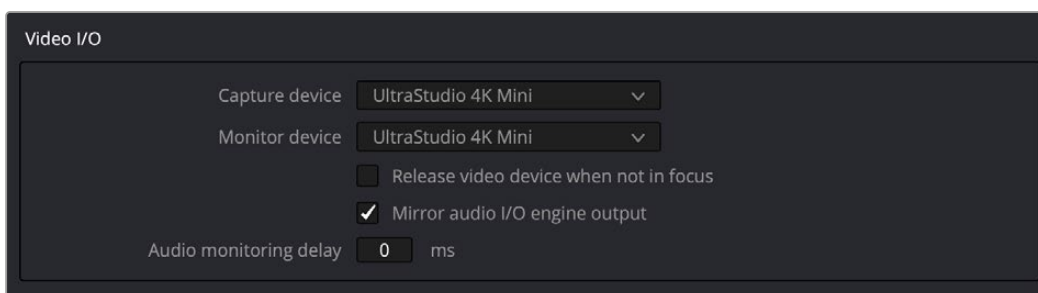 Video I/O
Capture device UltraStudio 4K Mini
Monitor device UltraStudio 4K Mini
Release video device when not in focus
Mirror audio I/O engine output
Audio monitoring delay 0 ms